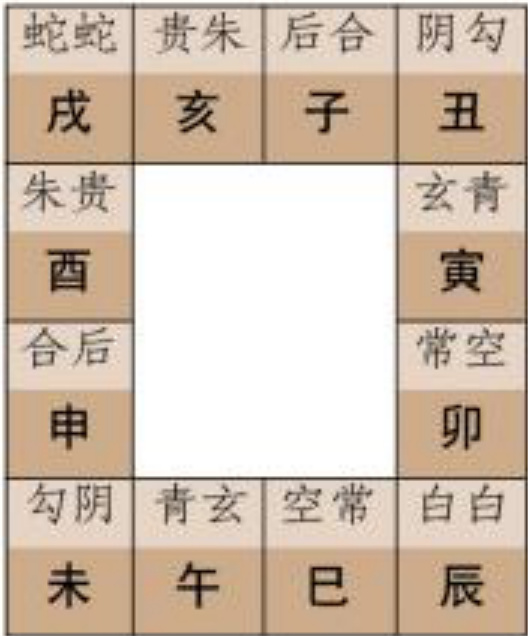 蛇蛇 贵朱 后合 阴勾
戌 亥 子 丑
朱贵 玄青
酉 寅
合后 常空
申 卯
勾阴 青玄 空常 白白
未 午 巳 辰